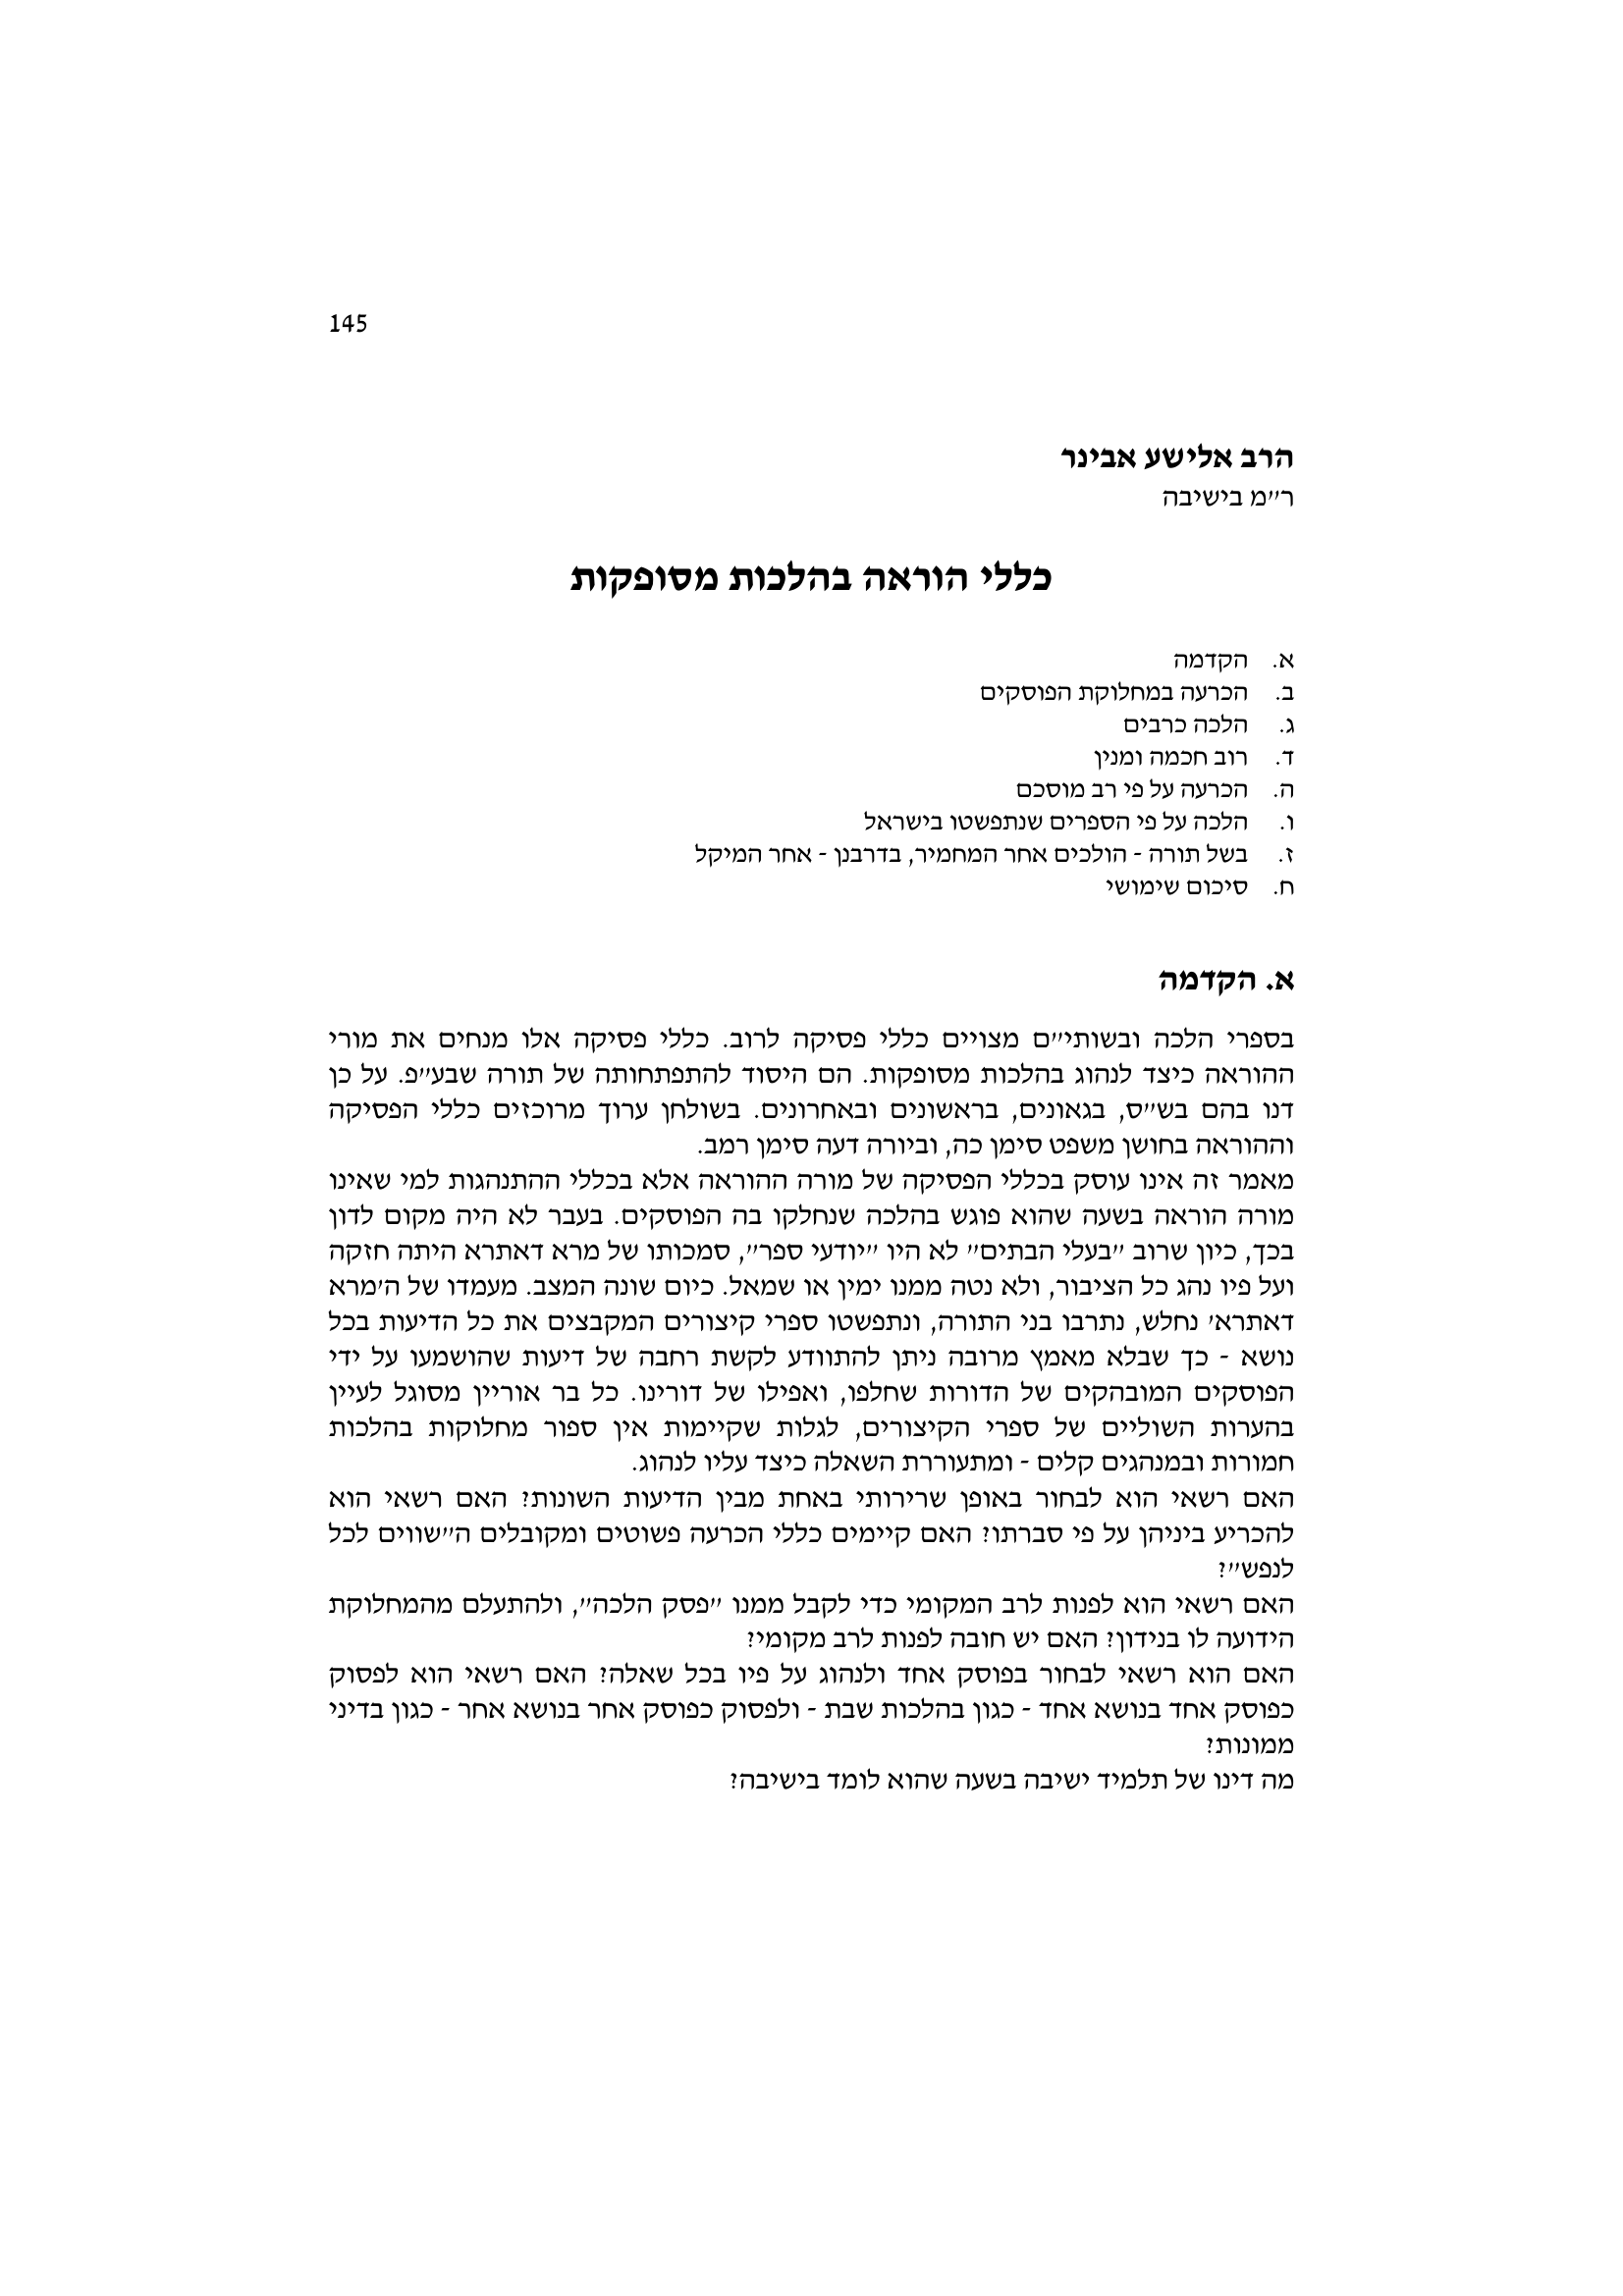 145
הרב אלישע אבינר
ר״מ בישיבה
כללי הוראה בהלכות מסופקות
א. הקדמה
ב. הכרעה במחלוקת הפוסקים
ג. הלכה כרבים
ד. רוב חכמה ומנין
ה. הכרעה על פי רב מוסכם
ו. הלכה על פי הספרים שנתפשטו בישראל
ז. בשל תורה - הולכים אחר המחמיר, בדרבנן - אחר המיקל
ח. סיכום שימושי
א. הקדמה
בספרי הלכה ובשותי״ם מצויים כללי פסיקה לרוב. כללי פסיקה אלו מנחים את מורי
ההוראה כיצד לנהוג בהלכות מסופקות. הם היסוד להתפתחותה של תורה שבע״פ. על כן
דנו בהם בש״ס, בגאונים, בראשונים ובאחרונים. בשולחן ערוך מרוכזים כללי הפסיקה
וההוראה בחושן משפט סימן כה, וביורה דעה סימן רמב.
מאמר זה אינו עוסק בכללי הפסיקה של מורה ההוראה אלא בכללי ההתנהגות למי שאינו
מורה הוראה בשעה שהוא פוגש בהלכה שנחלקו בה הפוסקים. בעבר לא היה מקום לדון
בכך, כיון שרוב ״בעלי הבתים״ לא היו ״יודעי ספר״, סמכותו של מרא דאתרא היתה חזקה
ועל פיו נהג כל הציבור, ולא נטה ממנו ימין או שמאל. כיום שונה המצב. מעמדו של ה׳מרא
דאתרא׳ נחלש, נתרבו בני התורה, ונתפשטו ספרי קיצורים המקבצים את כל הדיעות בכל
נושא - כך שבלא מאמץ מרובה ניתן להתוודע לקשת רחבה של דיעות שהושמעו על ידי
הפוסקים המובהקים של הדורות שחלפו, ואפילו של דורינו. כל בר אוריין מסוגל לעיין
בהערות השוליים של ספרי הקיצורים, לגלות שקיימות אין ספור מחלוקות בהלכות
חמורות ובמנהגים קלים - ומתעוררת השאלה כיצד עליו לנהוג.
האם רשאי הוא לבחור באופן שרירותי באחת מבין הדיעות השונות? האם רשאי הוא
להכריע ביניהן על פי סברתו? האם קיימים כללי הכרעה פשוטים ומקובלים ה״שווים לכל
לנפש״?
האם רשאי הוא לפנות לרב המקומי כדי לקבל ממנו ״פסק הלכה״, ולהתעלם מהמחלוקת
הידועה לו בנידון? האם יש חובה לפנות לרב מקומי?
האם הוא רשאי לבחור בפוסק אחד ולנהוג על פיו בכל שאלה? האם רשאי הוא לפסוק
כפוסק אחד בנושא אחד - כגון בהלכות שבת - ולפסוק כפוסק אחר בנושא אחר - כגון בדיני
ממונות?
מה דינו של תלמיד ישיבה בשעה שהוא לומד בישיבה?